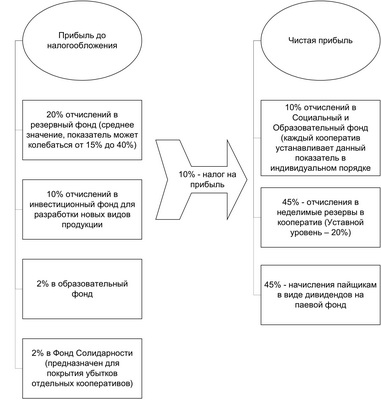 Прибыль до
налогообложения
20% отчислений в
резервный фонд (среднее
значение, показатель может
колебаться от 15% до 40%)
10% отчислений в
инвестиционный фонд для
разработки новых видов
продукции
2% в образовательный
фонд
2% в Фонд Солидарности
(предназначен для
покрытия убытков
отдельных кооперативов)
10% - налог на
прибыль
Чистая прибыль
10% отчислений в
Социальный и
Образовательный фонд
(каждый кооператив
устанавливает данный
показатель в
индивидуальном порядке
45% - отчисления в
неделимые резервы в
кооператив (Уставной
уровень – 20%)
45% - начисления пайщикам
в виде дивидендов на
паевой фонд